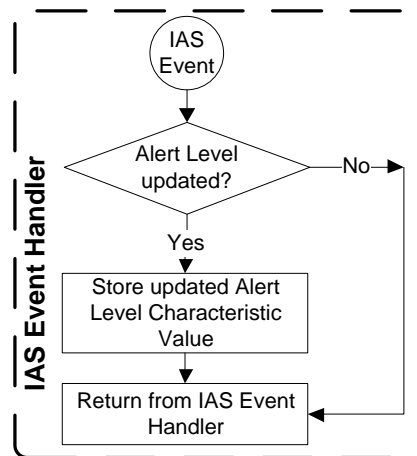 IAS
Event
Alert Level
updated?
No
Yes
Store updated Alert
Level Characteristic
Value
Return from IAS Event
Handler
IAS Event Handler